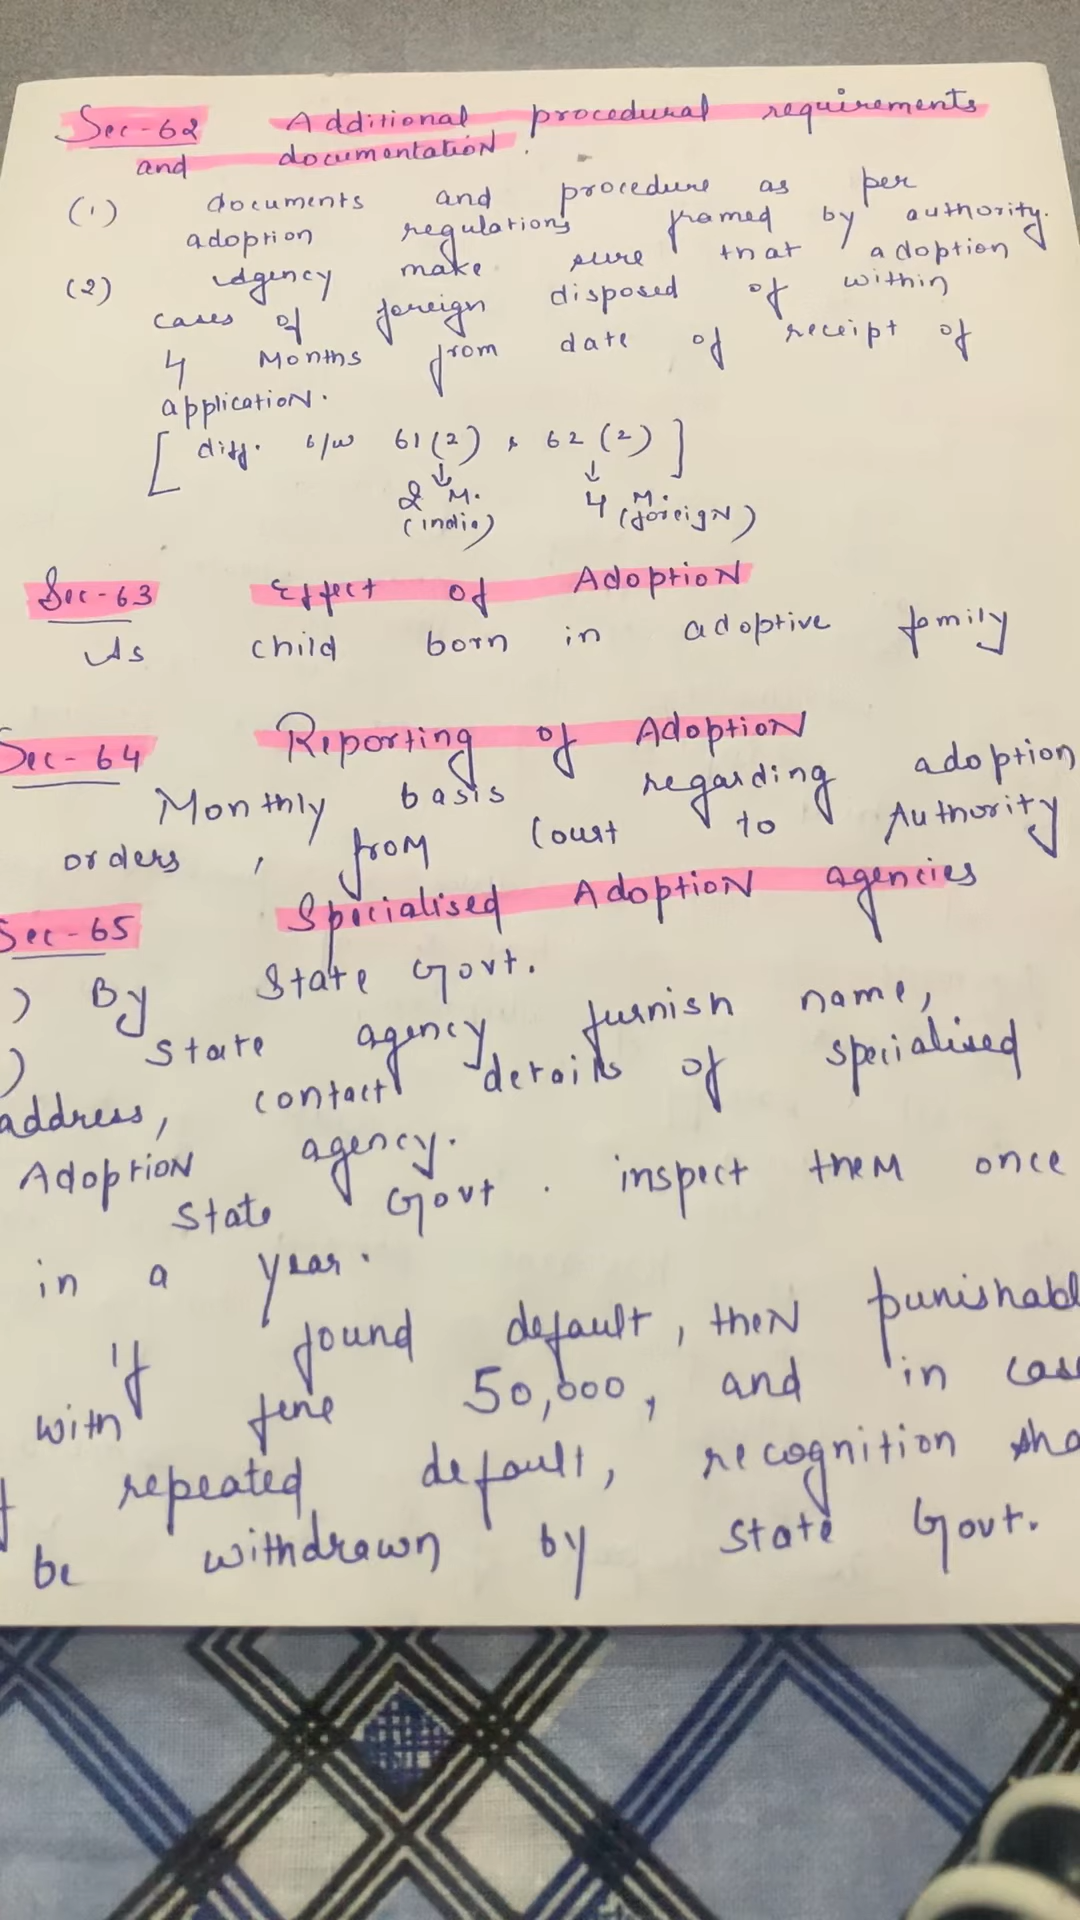 Sec-62 Additional procedural requirements
and documentation.
(1) documents and procedure as per
adoption regulations framed by authority.
(2) Agency make sure that adoption
cases of foreign disposed of within
4 Months from date of receipt of
application.
[ diff. b/w 61(2) & 62(2) ]
↓ ↓
2 M. 4 M.
(india) (foreign)
Sec-63 Effect of Adoption
As child born in adoptive family
Sec-64 Reporting of Adoption
Monthly basis regarding adoption
orders, from Court to Authority
Sec-65 Specialised Adoption agencies
) By State Govt.
) State agency furnish name,
address, contact details of specialised
Adoption agency.
State Govt. inspect them once
in a year.
if found default, then punishabl
with fine 50,000, and in cas
repeated default, recognition sha
be withdrawn by State Govt.